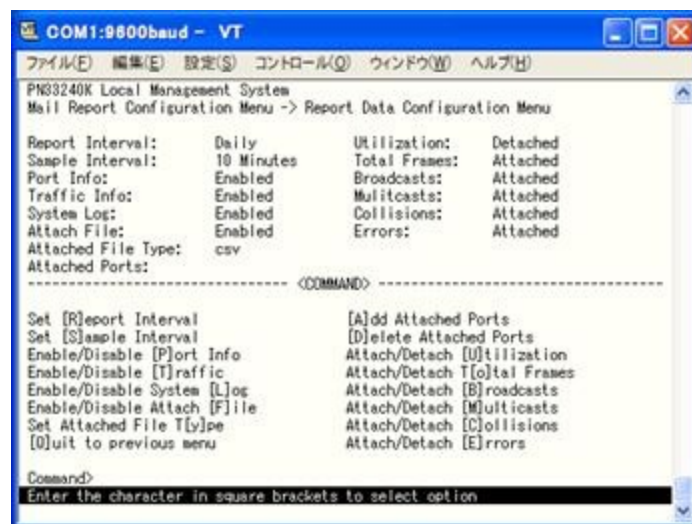 COM1:9600baud - VT
ファイル(F) 編集(E) 設定(S) コントロール(O) ウィンドウ(W) ヘルプ(H)
PN33240K Local Management System
Mail Report Configuration Menu -> Report Data Configuration Menu
Report Interval: Daily Utilization: Detached
Sample Interval: 10 Minutes Total Frames: Attached
Port Info: Enabled Broadcasts: Attached
Traffic Info: Enabled Mulitcasts: Attached
System Log: Enabled Collisions: Attached
Attach File: Enabled Errors: Attached
Attached File Type: csv
Attached Ports:
-------------------------------- <COMMAND> -----------------------------------
Set [R]eport Interval [A]dd Attached Ports
Set [S]ample Interval [D]elete Attached Ports
Enable/Disable [P]ort Info Attach/Detach [U]tilization
Enable/Disable [T]raffic Attach/Detach T[o]tal Frames
Enable/Disable System [L]og Attach/Detach [B]roadcasts
Enable/Disable Attach [F]ile Attach/Detach [M]ulticasts
Set Attached File T[y]pe Attach/Detach [C]ollisions
[Q]uit to previous menu Attach/Detach [E]rrors
Command>
Enter the character in square brackets to select option